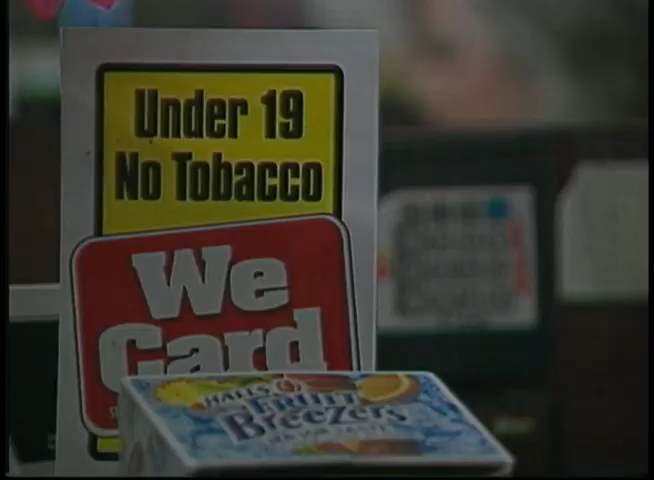 Under 19
No Tobacco
We
Card
HALLS
FRUIT
BREEZERS